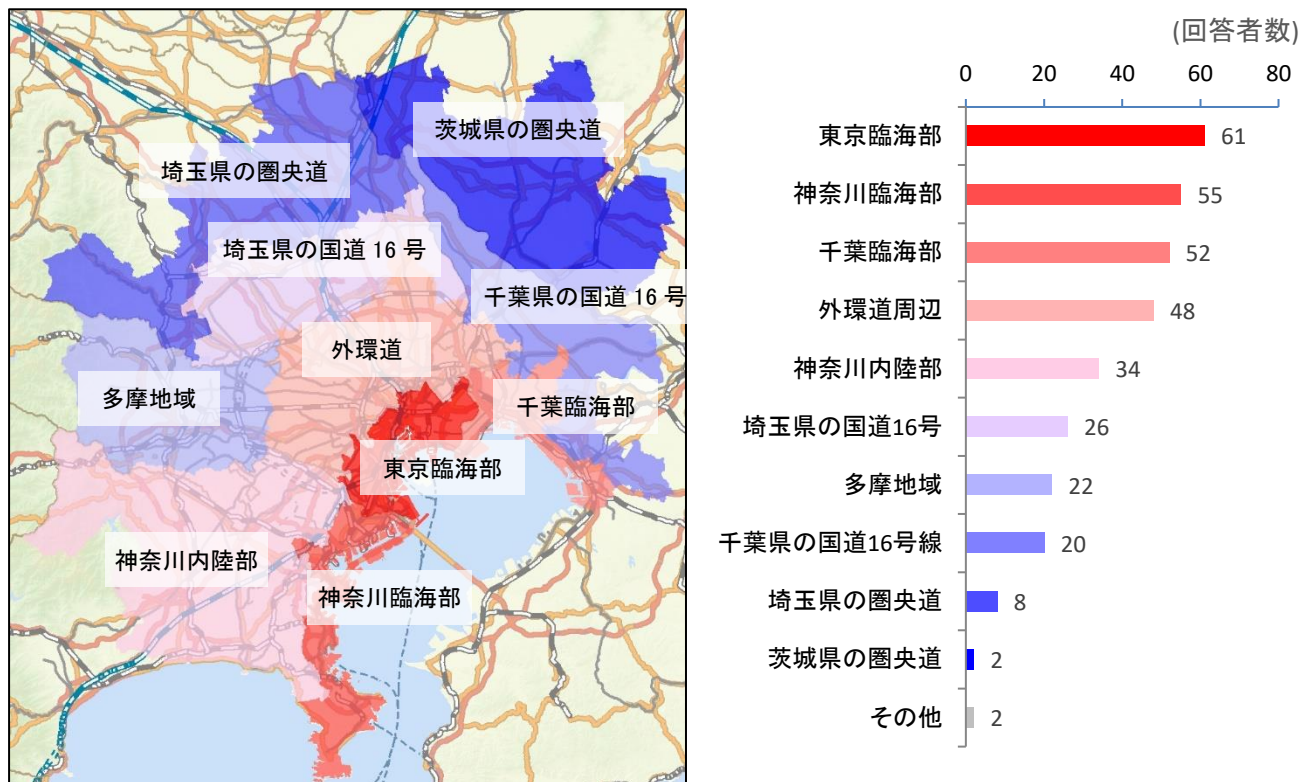 茨城県の圏央道
埼玉県の圏央道
埼玉県の国道 16 号
千葉県の国道 16 号
外環道
多摩地域
千葉臨海部
東京臨海部
神奈川内陸部
神奈川臨海部
(回答者数)
0 20 40 60 80
東京臨海部 61
神奈川臨海部 55
千葉臨海部 52
外環道周辺 48
神奈川内陸部 34
埼玉県の国道16号 26
多摩地域 22
千葉県の国道16号線 20
埼玉県の圏央道 8
茨城県の圏央道 2
その他 2